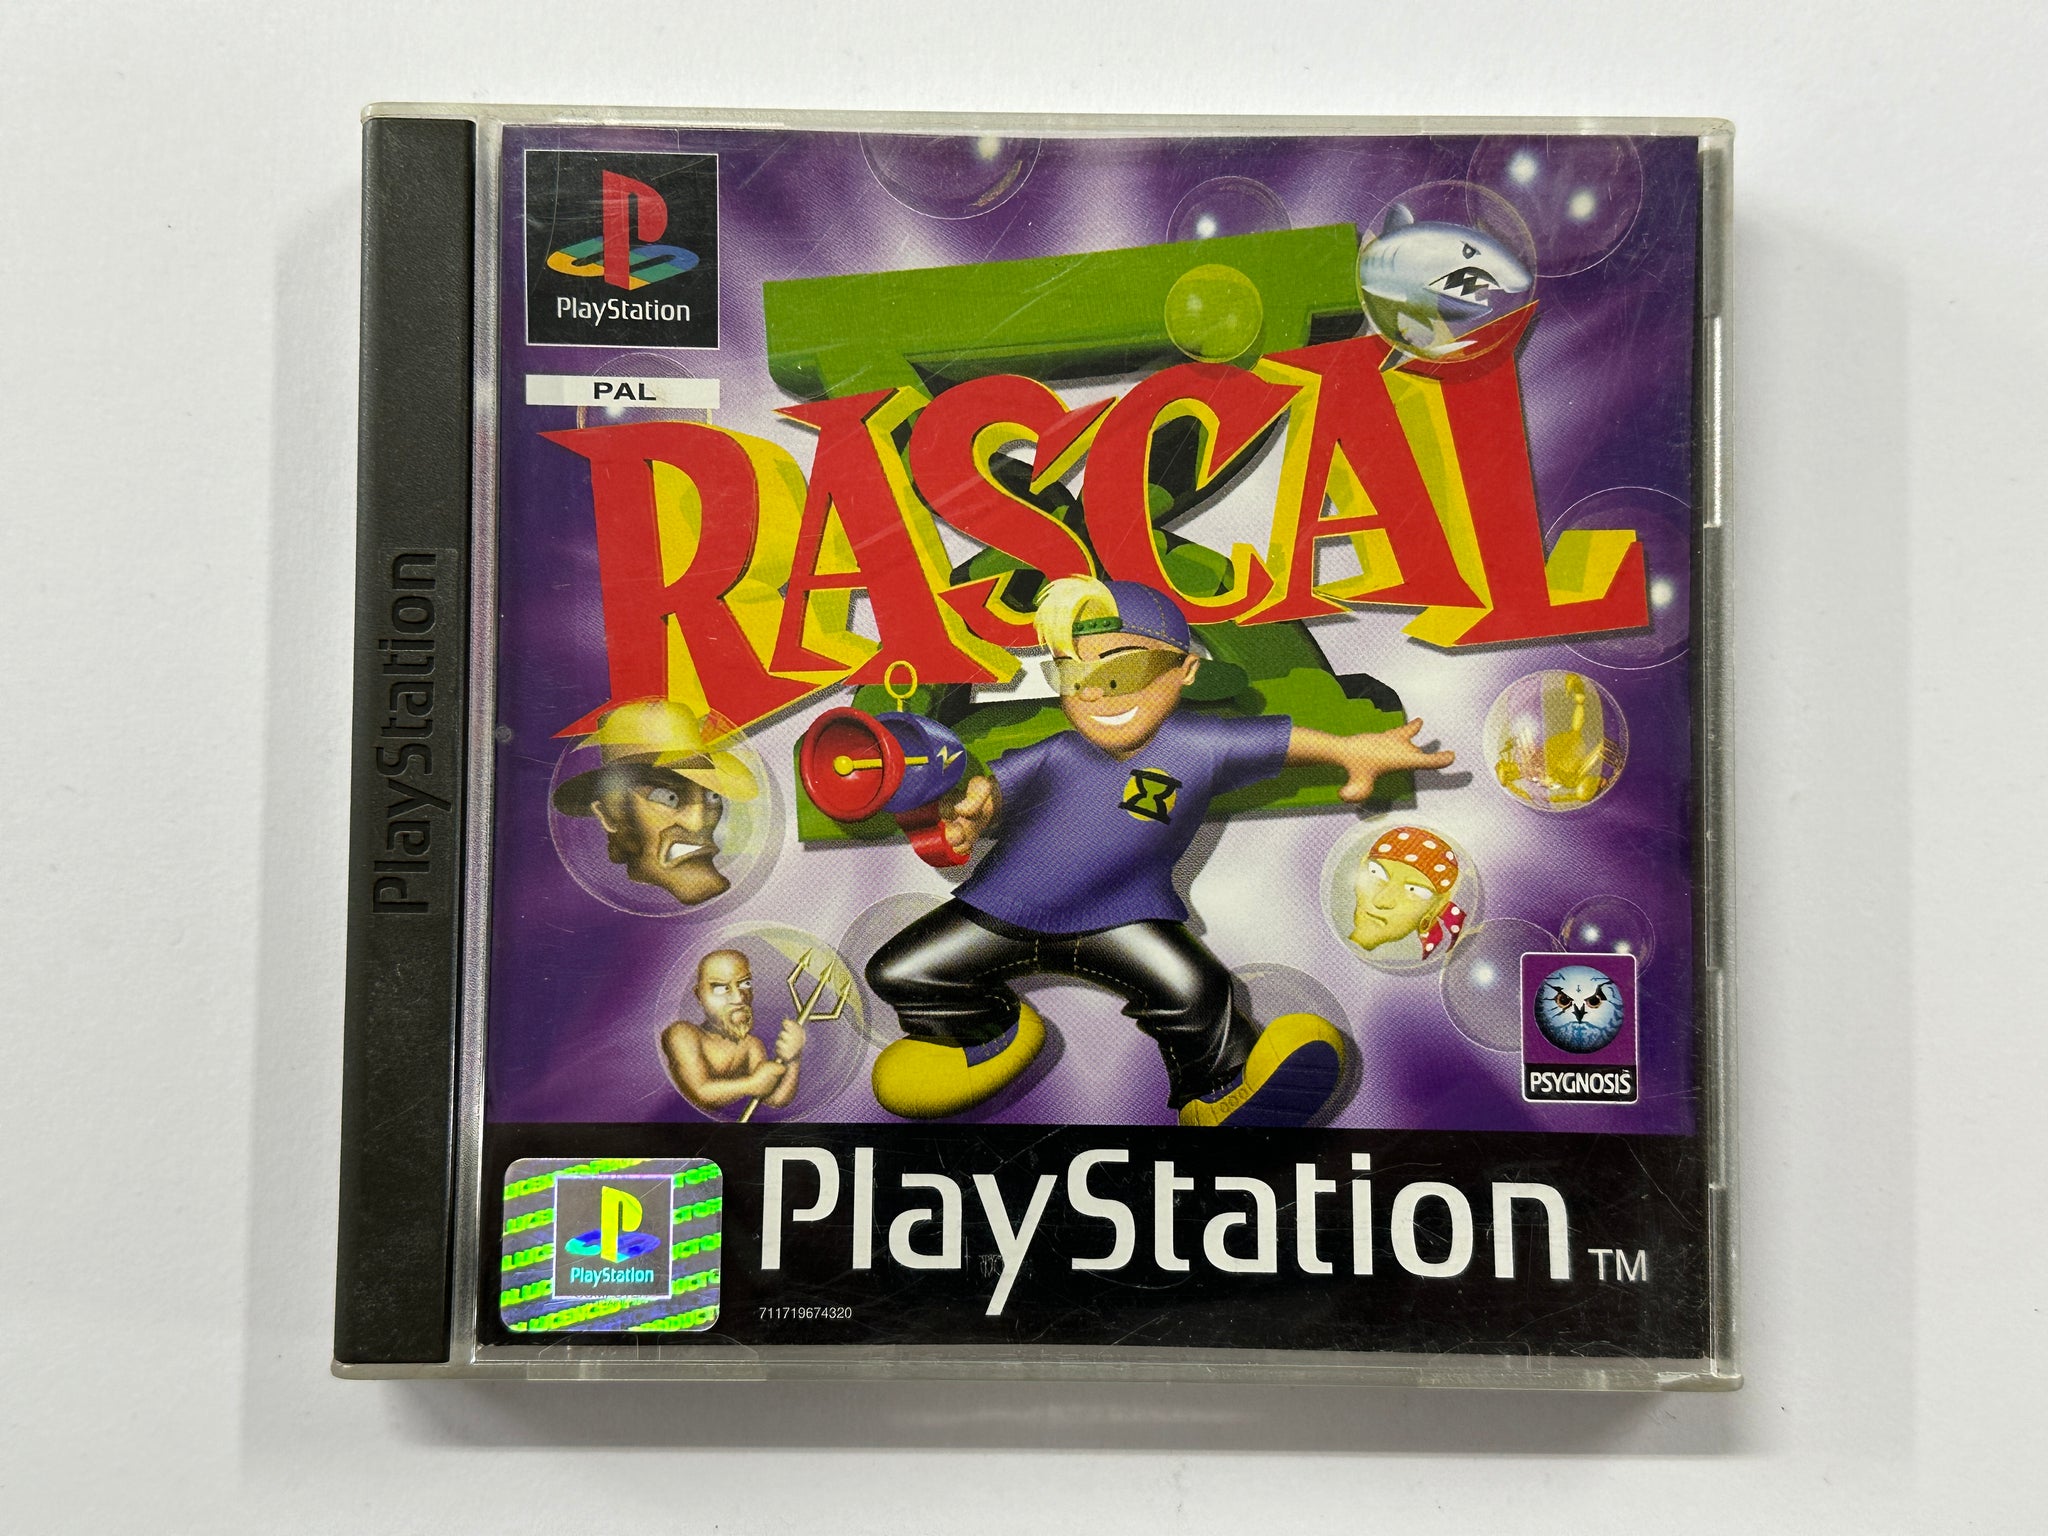 PlayStation
PlayStation
PAL
RASCAL
PSYGNOSIS
PlayStation
PlayStation TM
711719674320